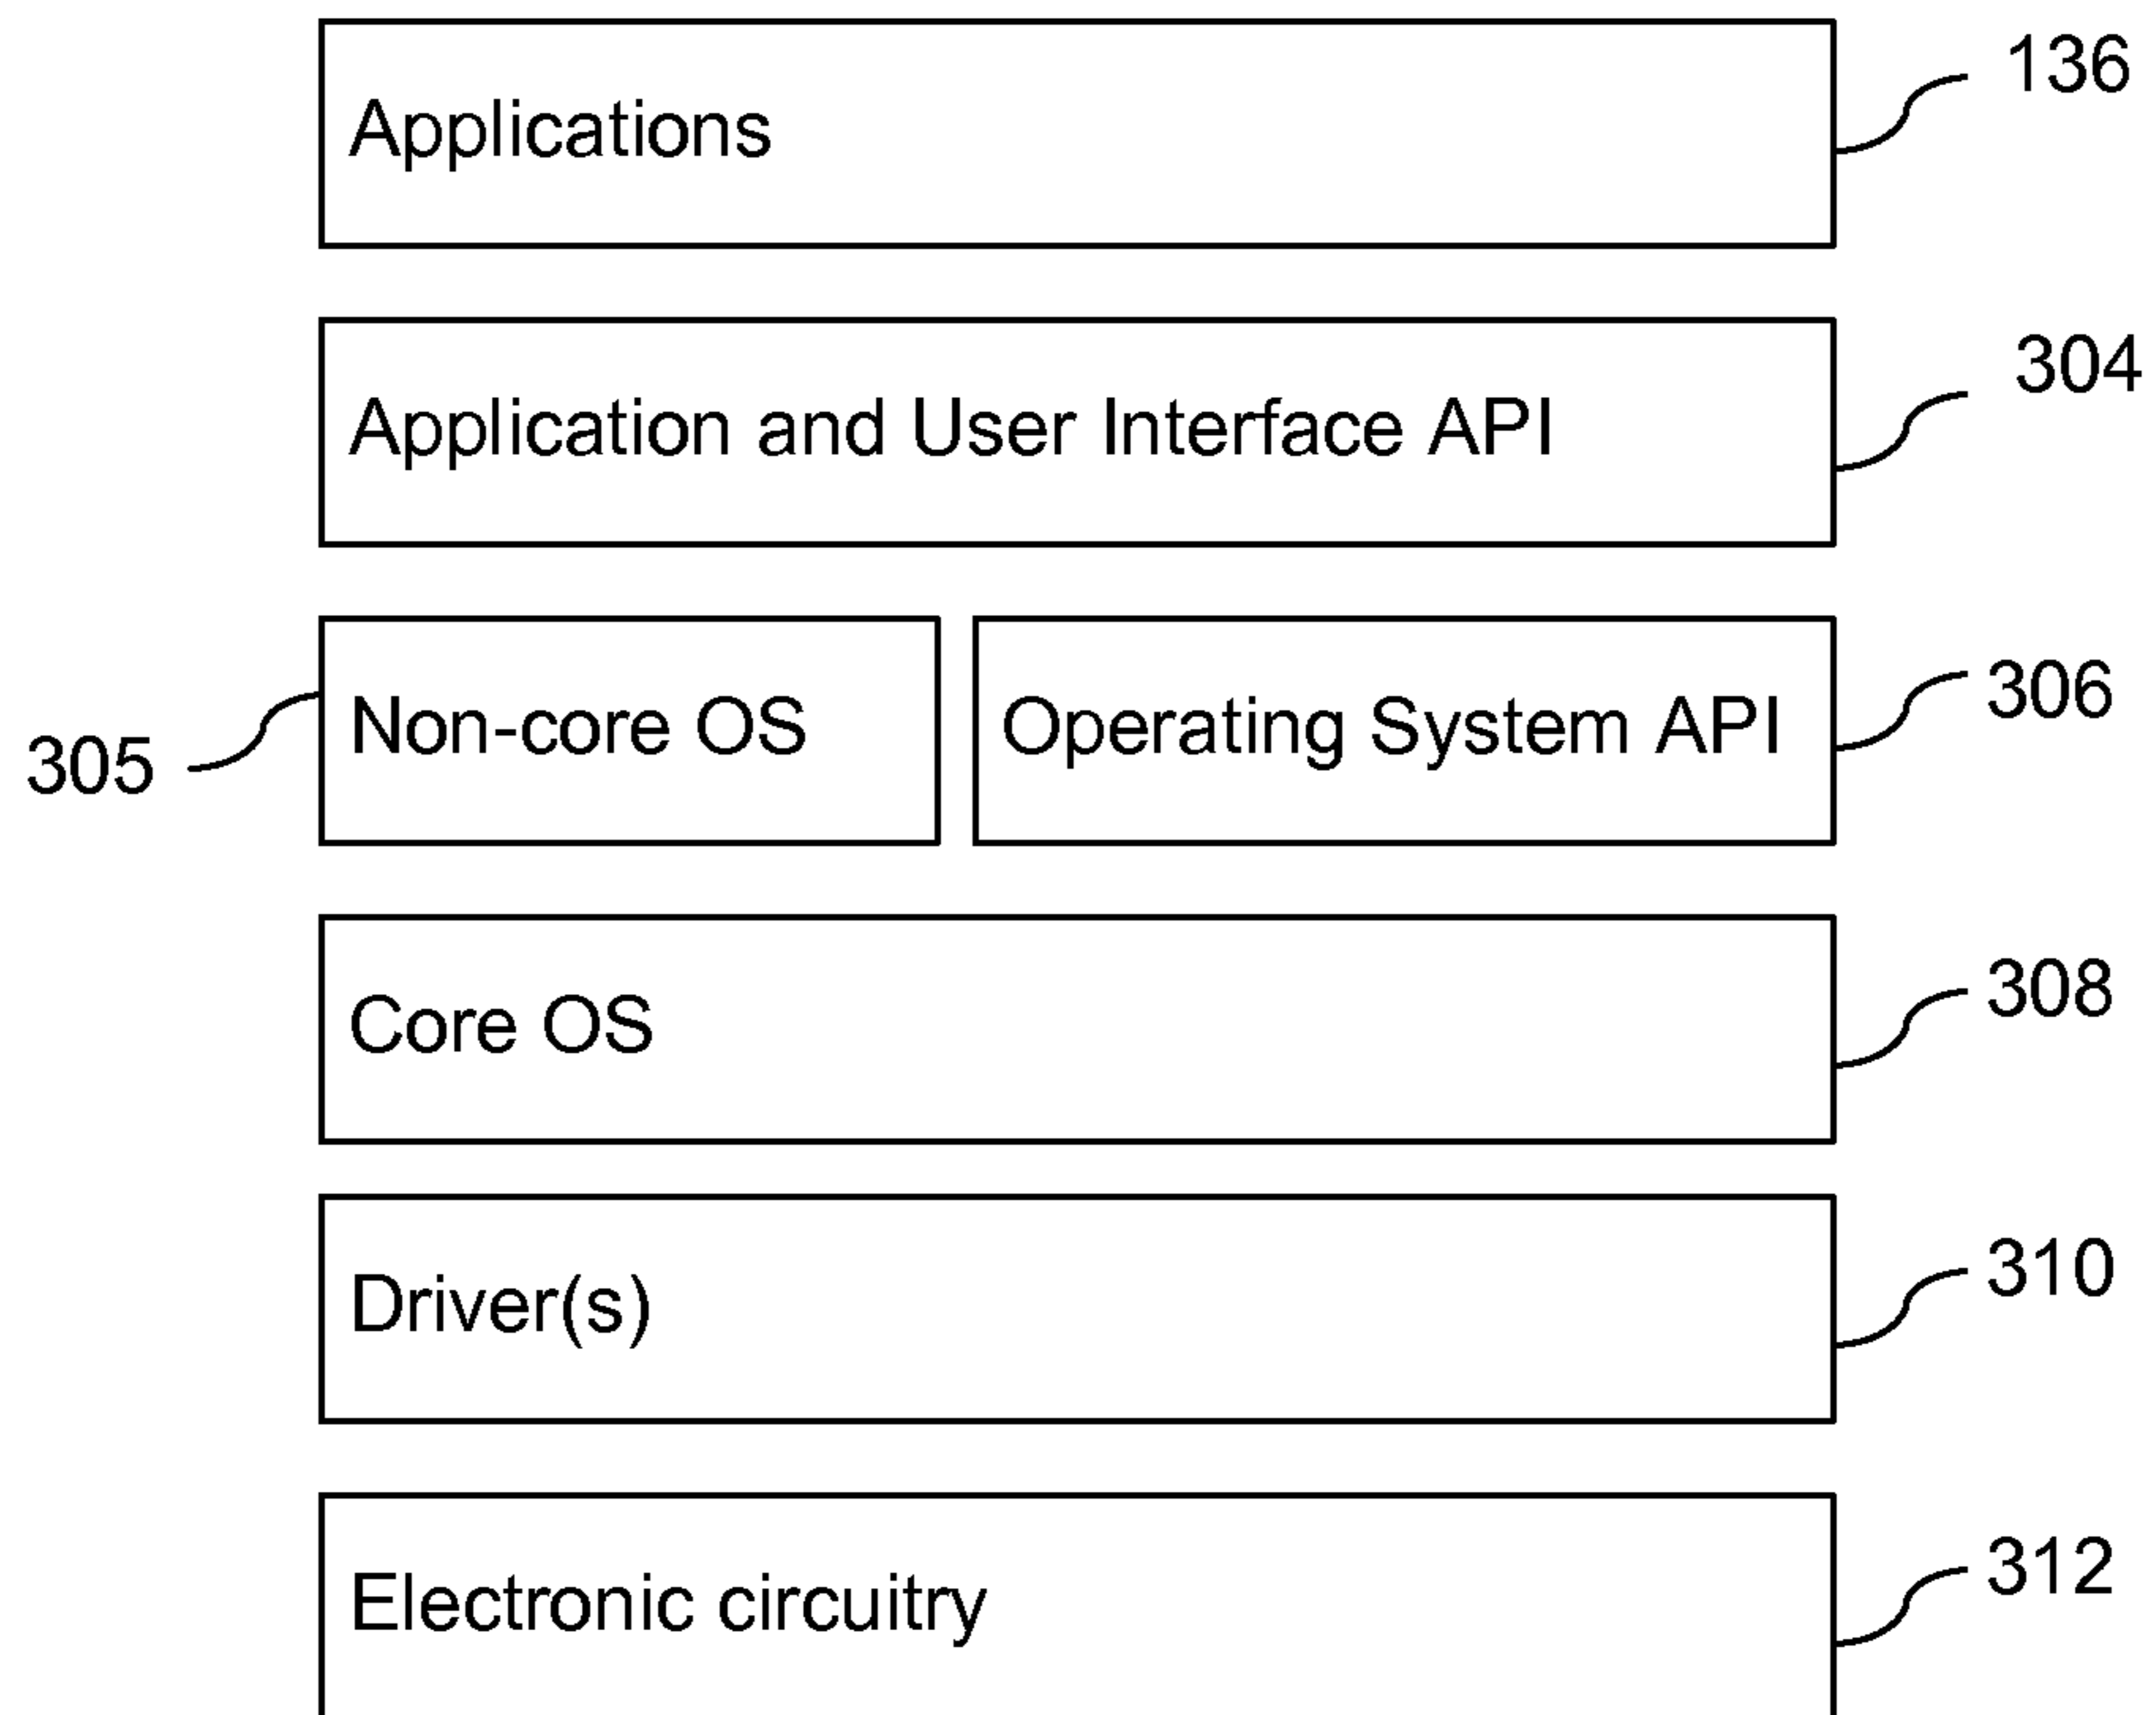 Applications
136
Application and User Interface API
304
305
Non-core OS
Operating System API
306
Core OS
308
Driver(s)
310
Electronic circuitry
312